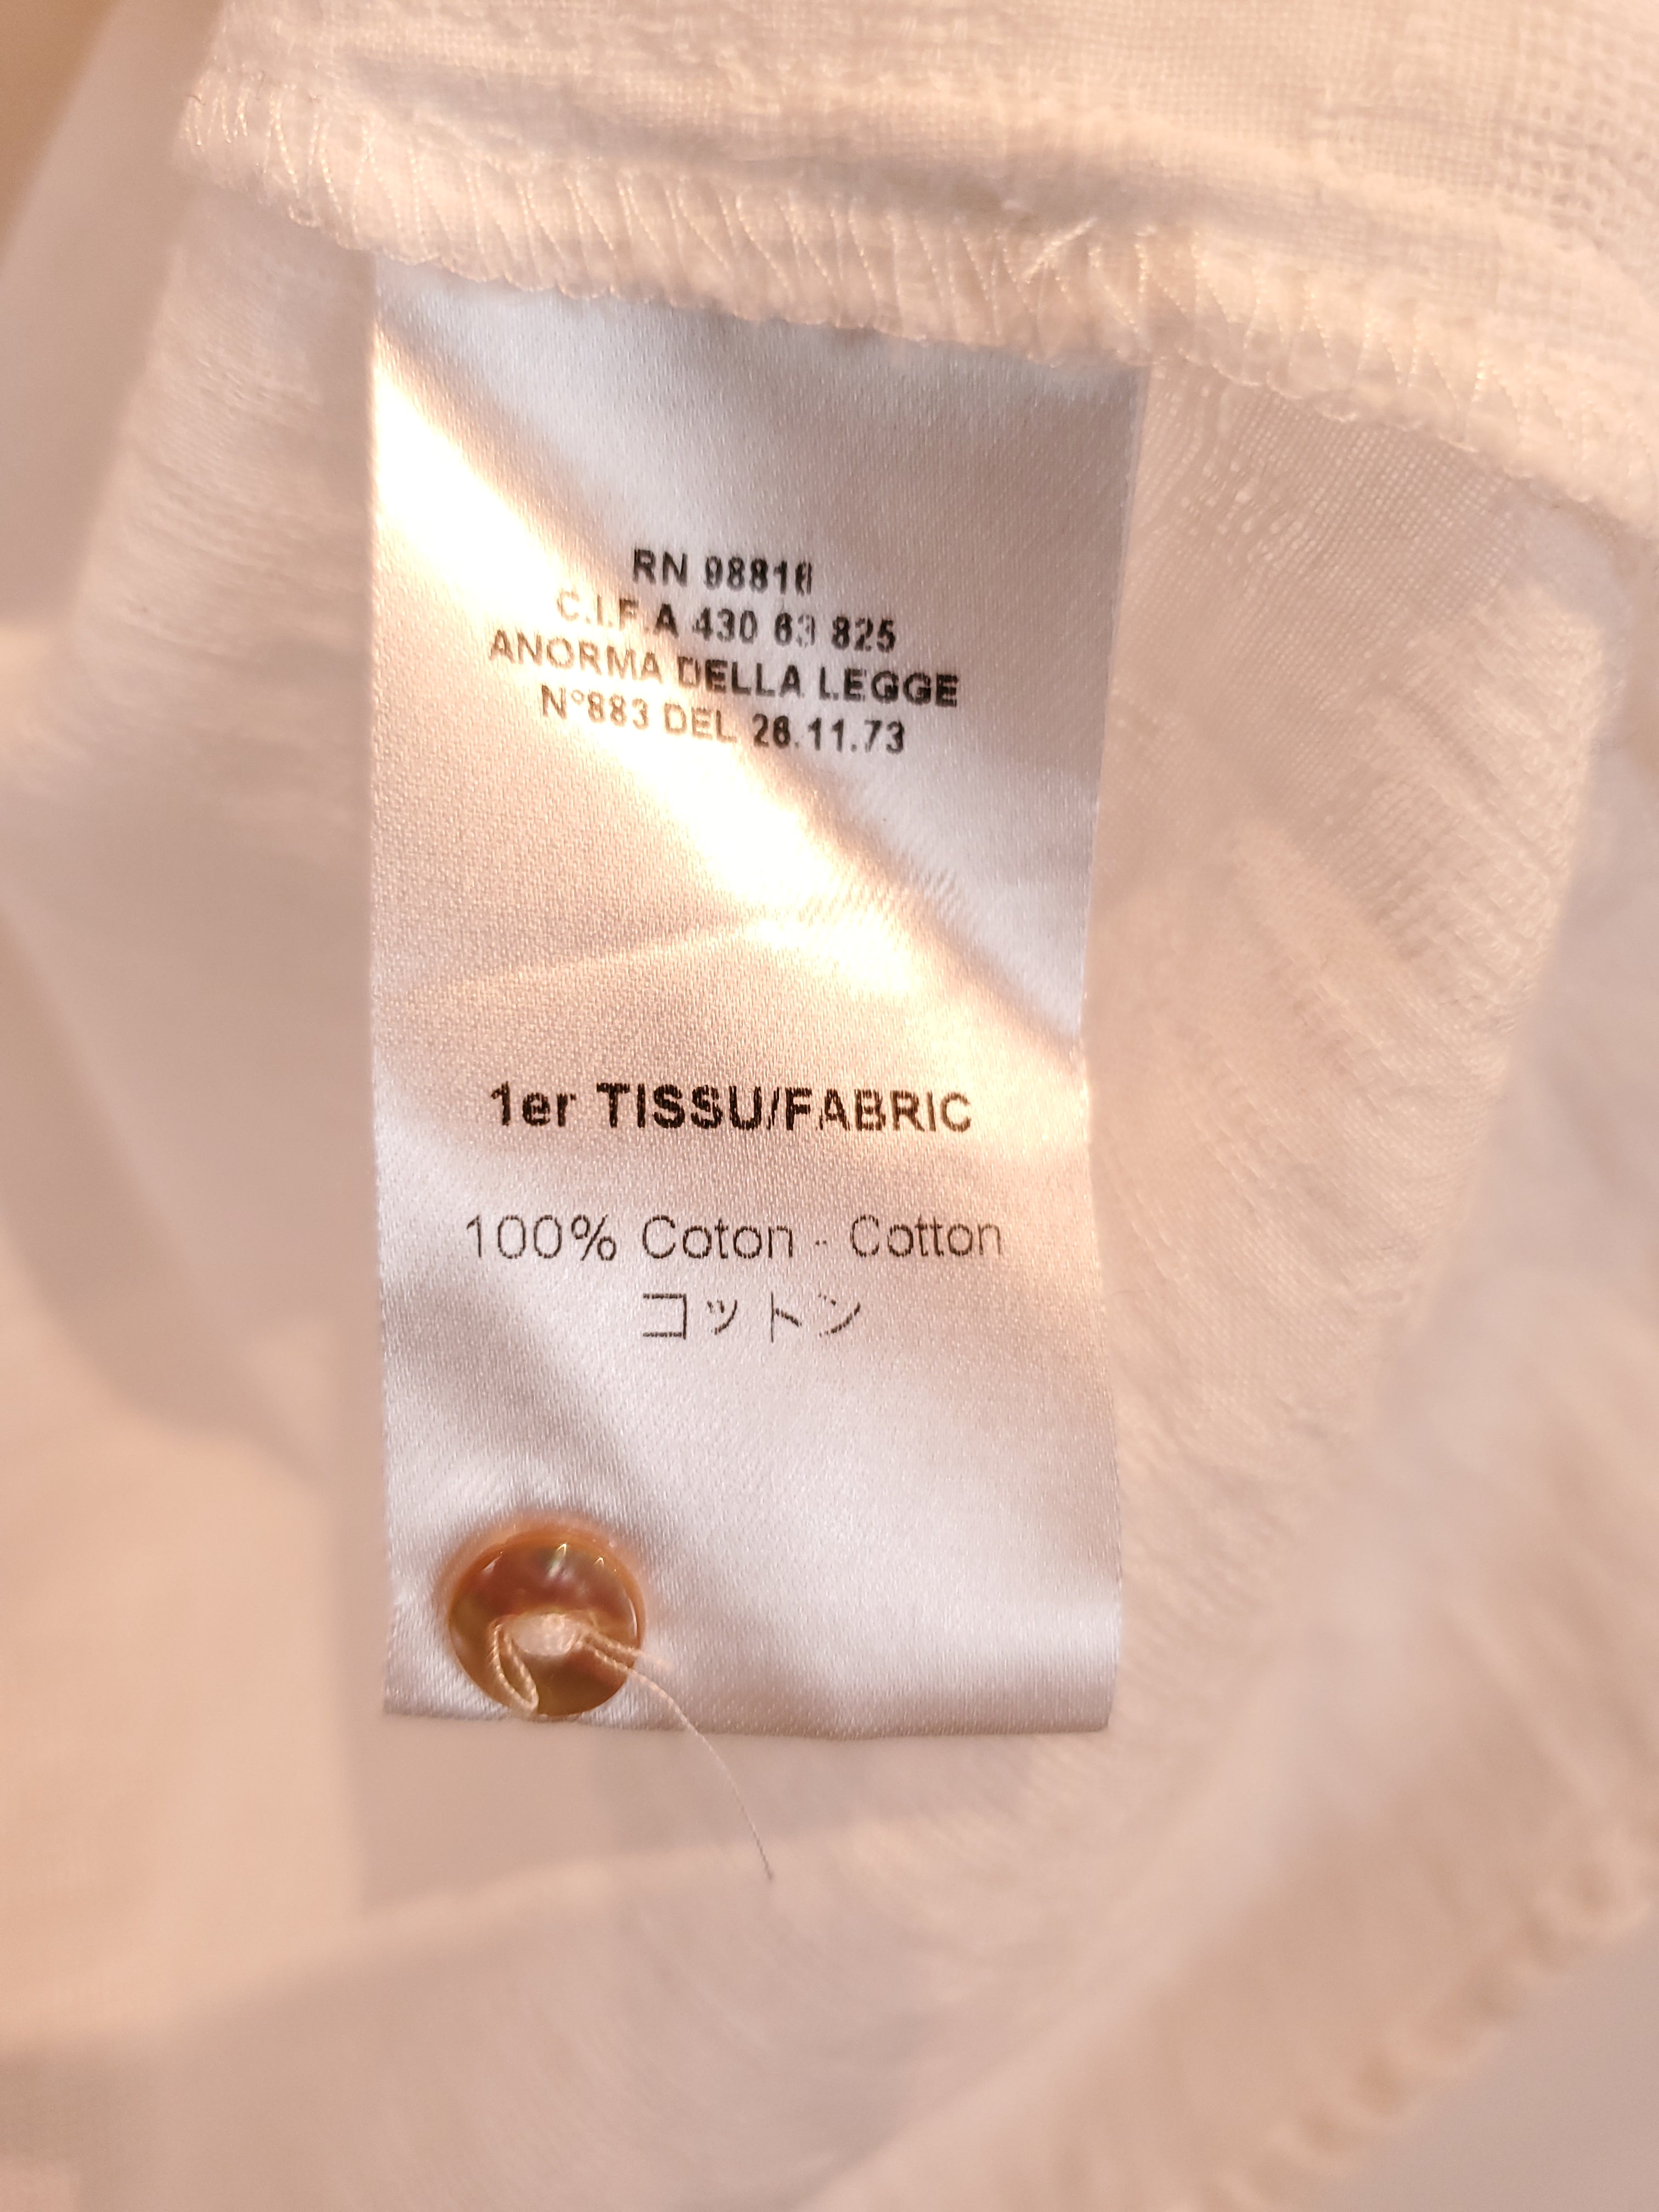 RN 98816
C.I.F.A 430 63 825
ANORMA DELLA LEGGE
N°883 DEL 26.11.73
1er TISSU/FABRIC
100% Coton - Cotton
コットン